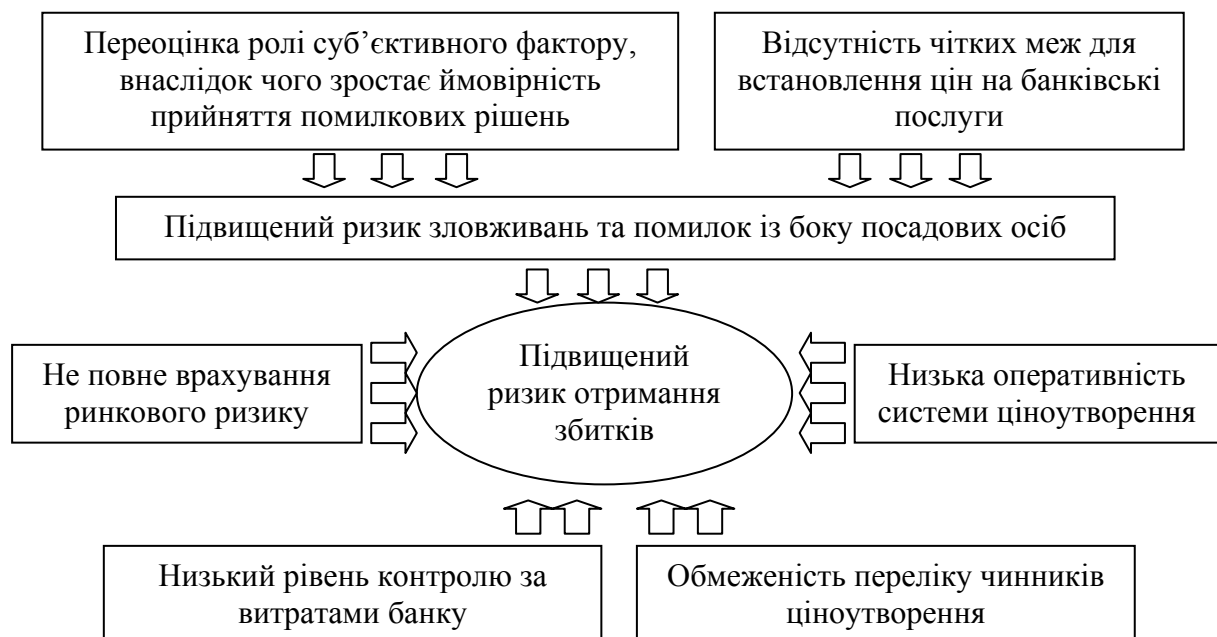 Переоцінка ролі суб’єктивного фактору,
внаслідок чого зростає ймовірність
прийняття помилкових рішень
Відсутність чітких меж для
встановлення цін на банківські
послуги
Підвищений ризик зловживань та помилок із боку посадових осіб
Не повне врахування
ринкового ризику
Підвищений
ризик отримання
збитків
Низька оперативність
системи ціноутворення
Низький рівень контролю за
витратами банку
Обмеженість переліку чинників
ціноутворення